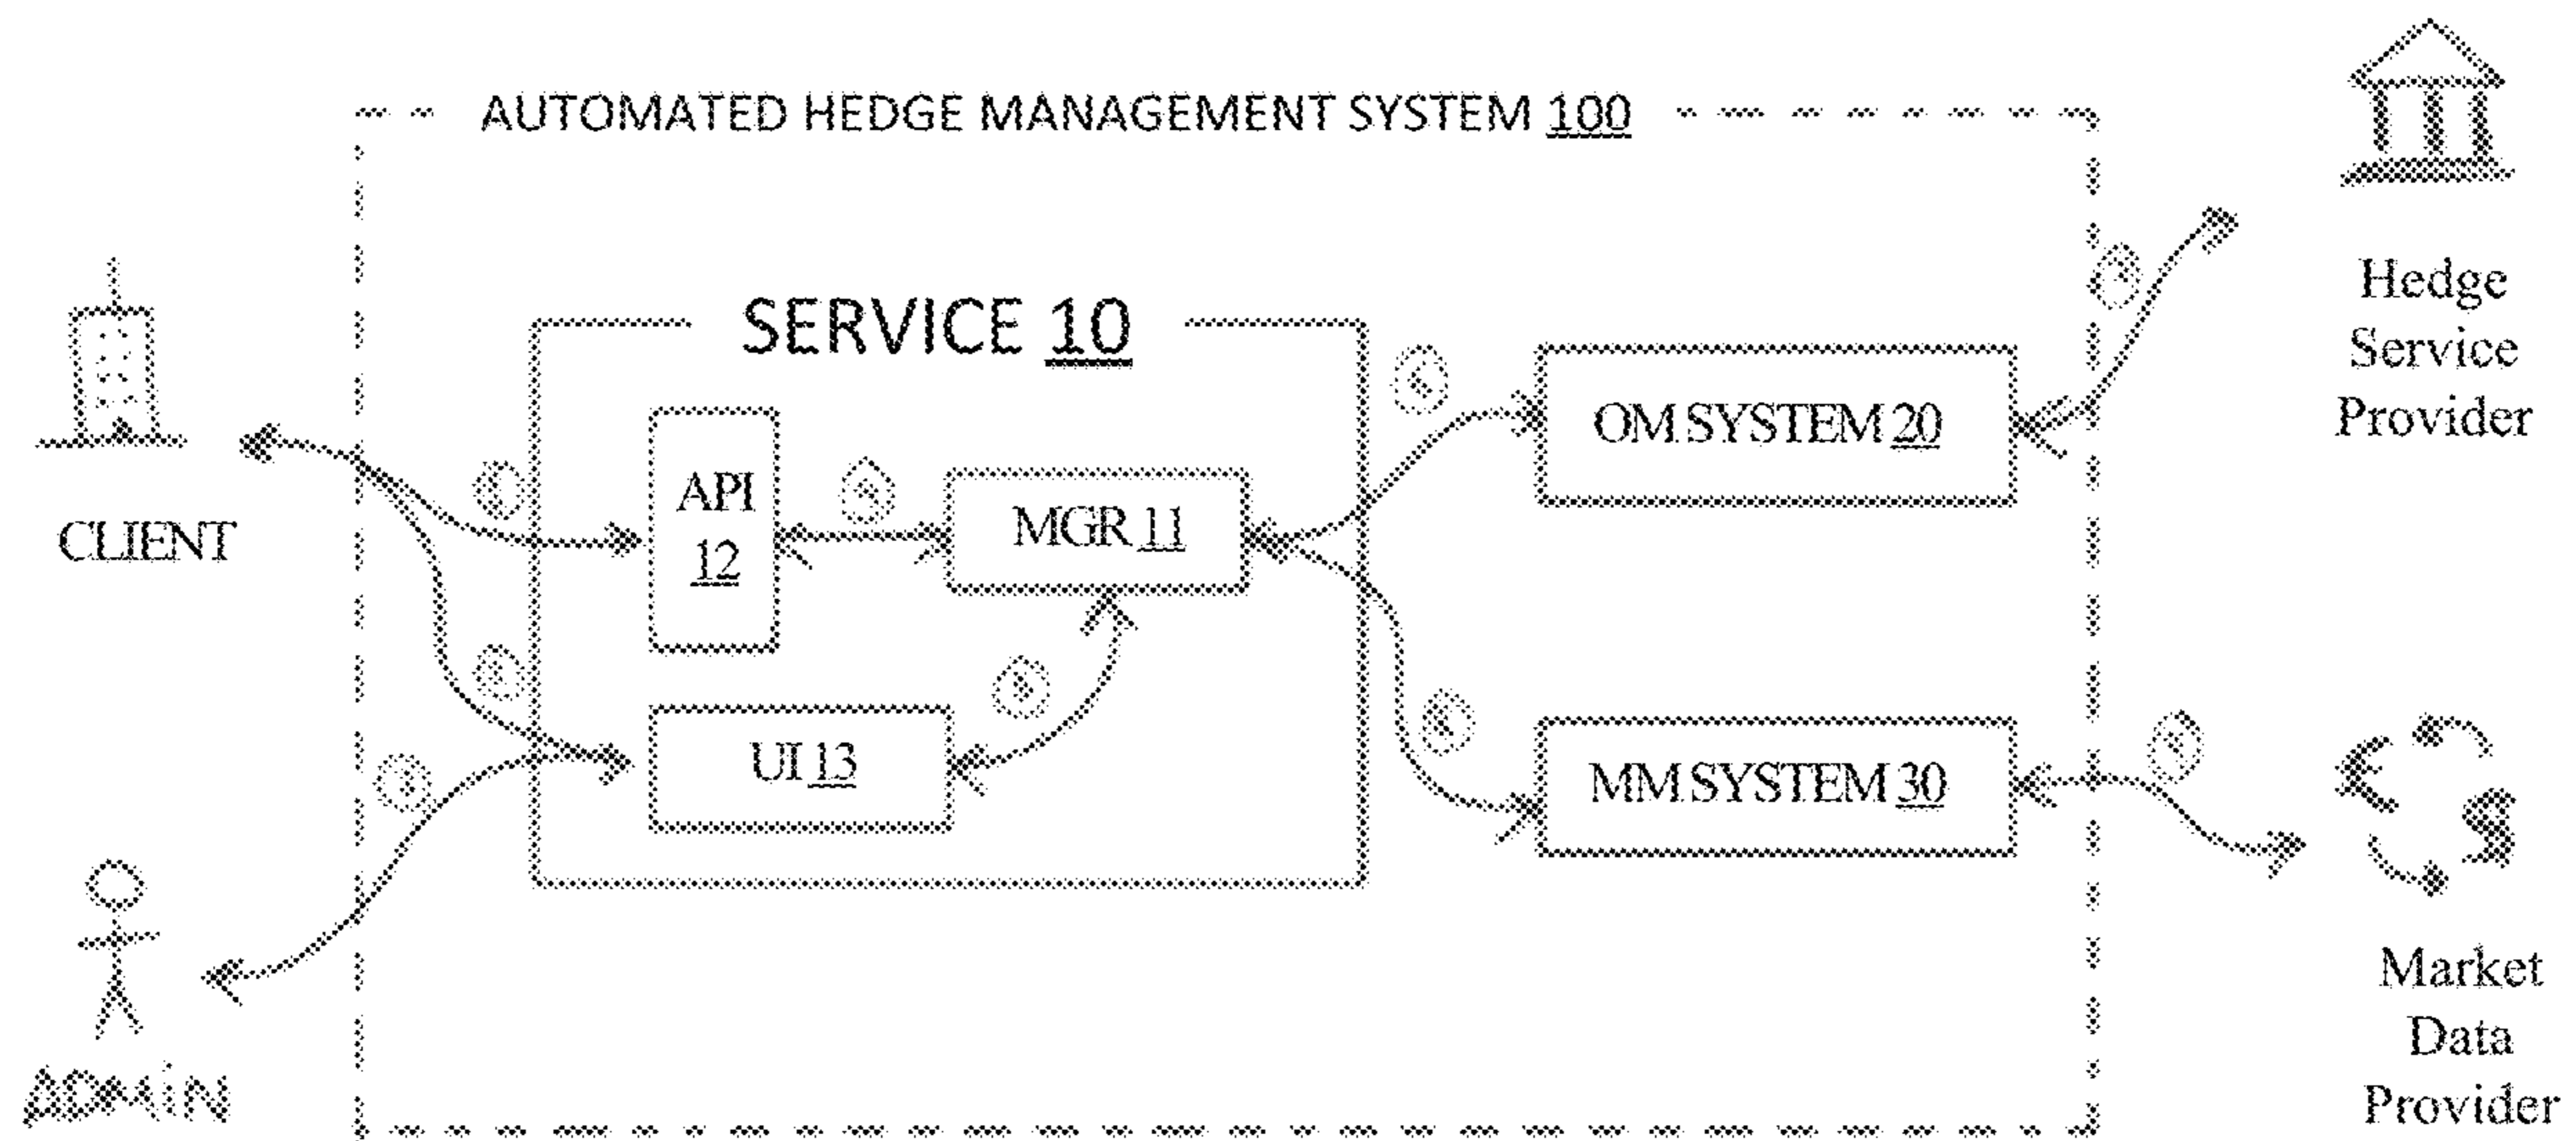 AUTOMATED HEDGE MANAGEMENT SYSTEM 100
SERVICE 10
CLIENT
API
12
MGR 11
UI 13
OM SYSTEM 20
MM SYSTEM 30
Hedge
Service
Provider
ADMiN
Market
Data
Provider